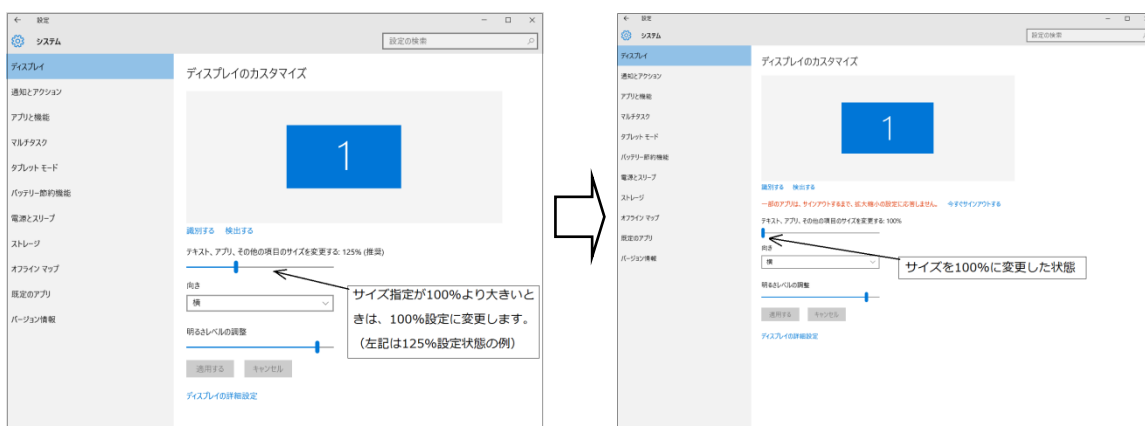 ← 設定
システム
設定の検索
ディスプレイ
通知とアクション
アプリと機能
マルチタスク
タブレット モード
バッテリー節約機能
電源とスリープ
ストレージ
オフライン マップ
既定のアプリ
バージョン情報
ディスプレイのカスタマイズ
1
識別する 検出する
テキスト、アプリ、その他の項目のサイズを変更する: 125% (推奨)
向き
横
明るさレベルの調整
適用する キャンセル
ディスプレイの詳細設定
サイズ指定が100%より大きいと
きは、100%設定に変更します。
（左記は125%設定状態の例）
← 設定
システム
設定の検索
ディスプレイ
通知とアクション
アプリと機能
マルチタスク
タブレット モード
バッテリー節約機能
電源とスリープ
ストレージ
オフライン マップ
既定のアプリ
バージョン情報
ディスプレイのカスタマイズ
1
識別する 検出する
一部のアプリは、サインアウトするまで、拡大縮小の設定に応答しません。 今すぐサインアウトする
テキスト、アプリ、その他の項目のサイズを変更する: 100%
向き
横
明るさレベルの調整
適用する キャンセル
ディスプレイの詳細設定
サイズを100%に変更した状態